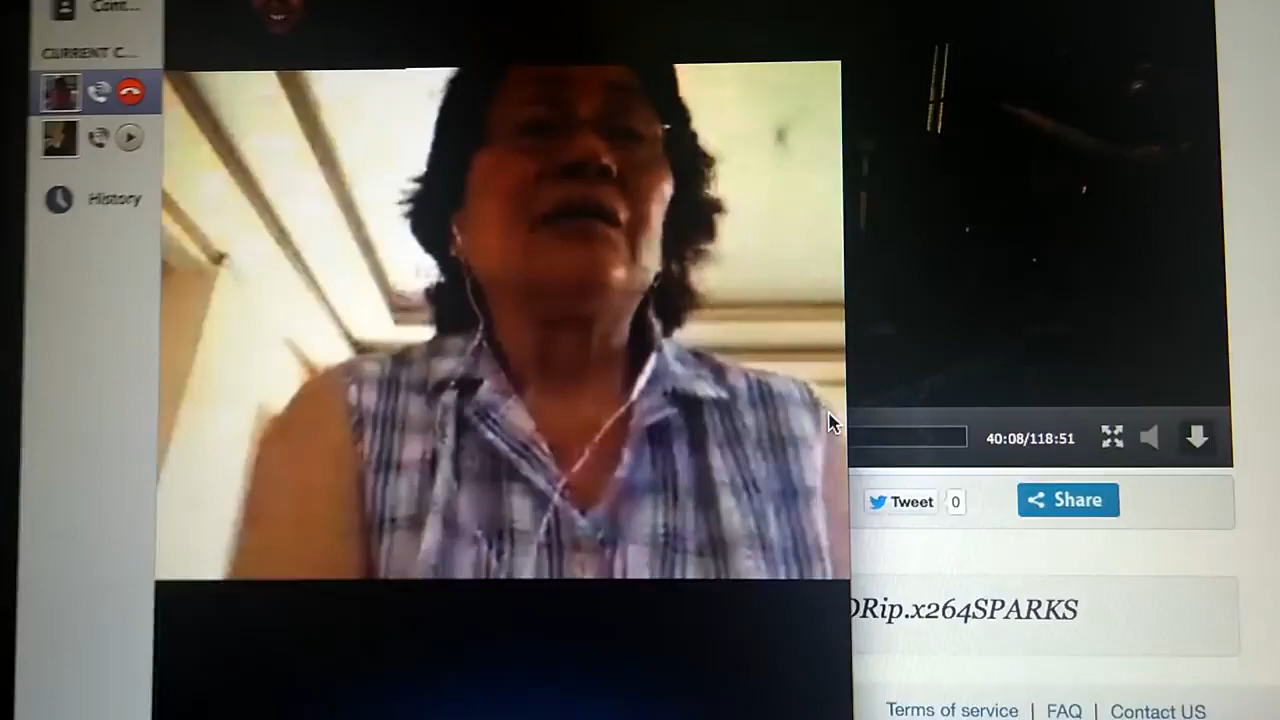 Cont...
CURRENT C...
History
40:08/118:51
Tweet 0
Share
DRip.x264SPARKS
Terms of service | FAQ | Contact US